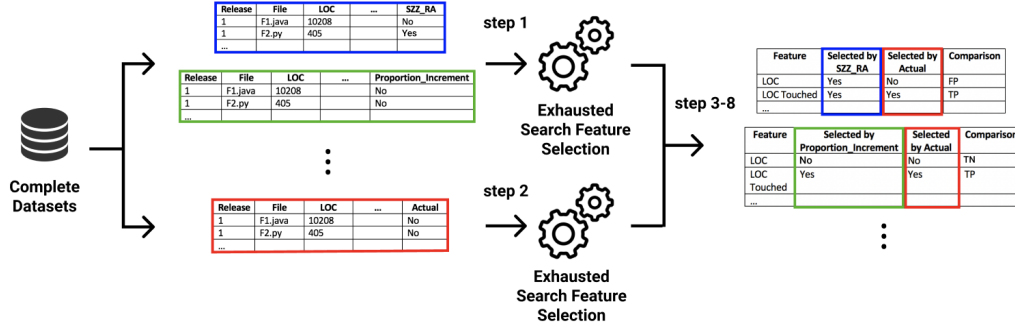 Complete
Datasets
Release File LOC ... SZZ_RA
1 F1.java 10208 No
1 F2.py 405 Yes
...
Release File LOC ... Proportion_Increment
1 F1.java 10208 No
1 F2.py 405 No
...
Release File LOC ... Actual
1 F1.java 10208 No
1 F2.py 405 No
...
step 1
Exhausted
Search Feature
Selection
step 2
Exhausted
Search Feature
Selection
step 3-8
Feature Selected by SZZ_RA Selected by Actual Comparison
LOC Yes No FP
LOC Touched Yes Yes TP
...
Feature Selected by Proportion_Increment Selected by Actual Comparison
LOC No No TN
LOC Touched Yes Yes TP
...